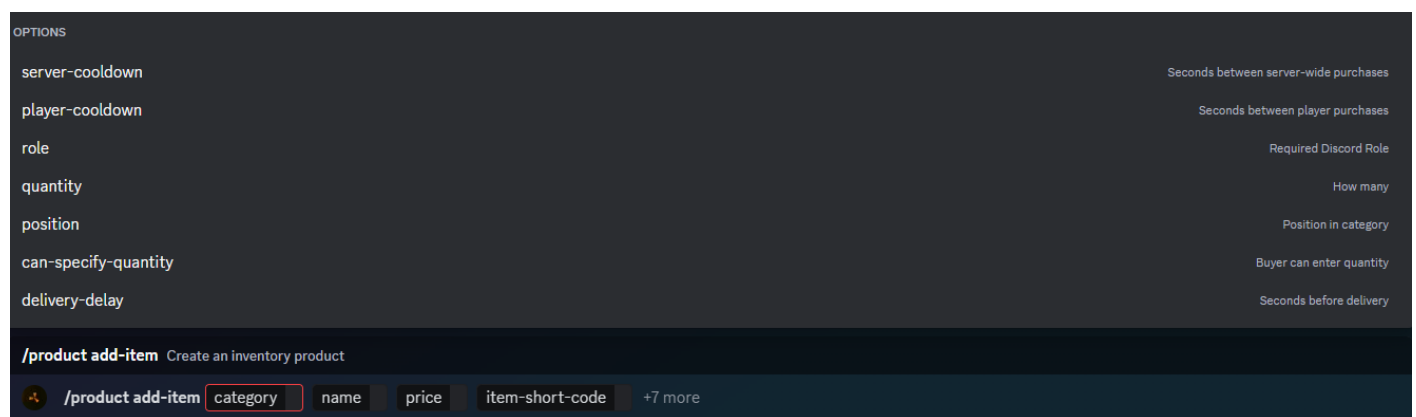 OPTIONS
server-cooldown Seconds between server-wide purchases
player-cooldown Seconds between player purchases
role Required Discord Role
quantity How many
position Position in category
can-specify-quantity Buyer can enter quantity
delivery-delay Seconds before delivery
/product add-item Create an inventory product
/product add-item category name price item-short-code +7 more